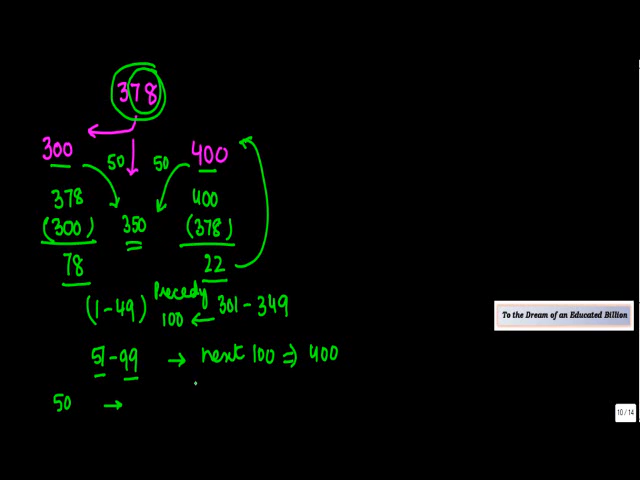 378
300 50 50 400
378 400
(300) 350 (378)
78 22
(1-49) Precedy 301-349
100 ←
51-99 → next 100 ⇒ 400
50 →
To the Dream of an Educated Billion
10 / 14